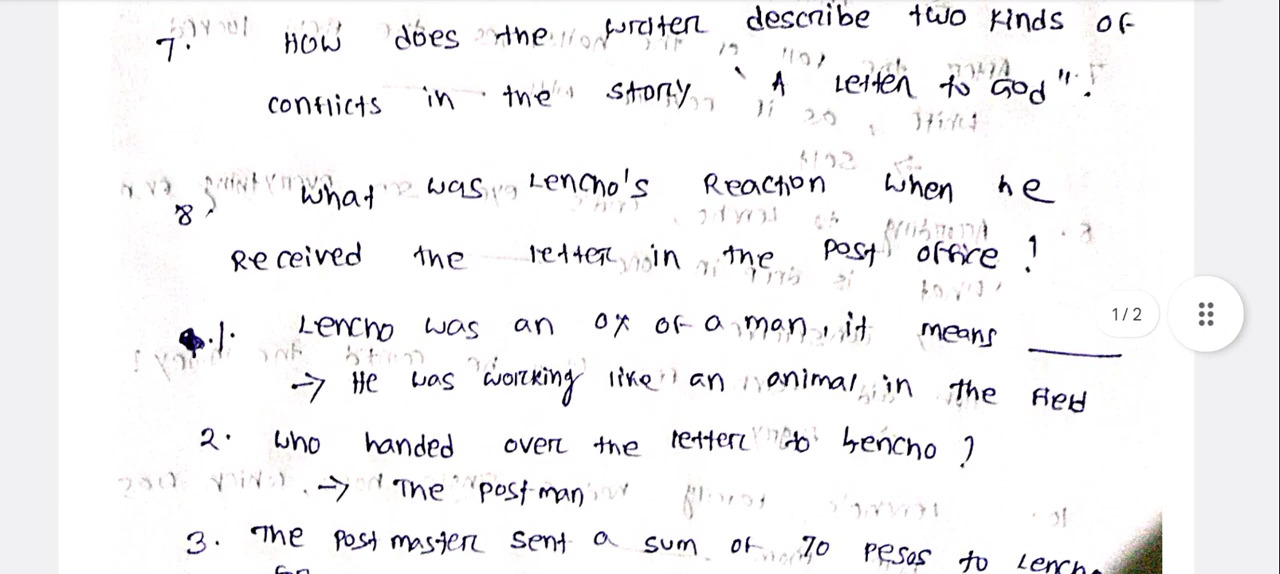 7. How does the writer describe two kinds of
conflicts in the story "A Letter to God"?
8. What was Lencho's Reaction when he
Received the letter in the post office?
1. Lencho was an ox of a man, it means ____
→ He was working like an animal in the field
2. who handed over the letter to Lencho?
→ The postman
3. The post master sent a sum of 70 pesos to
1/2